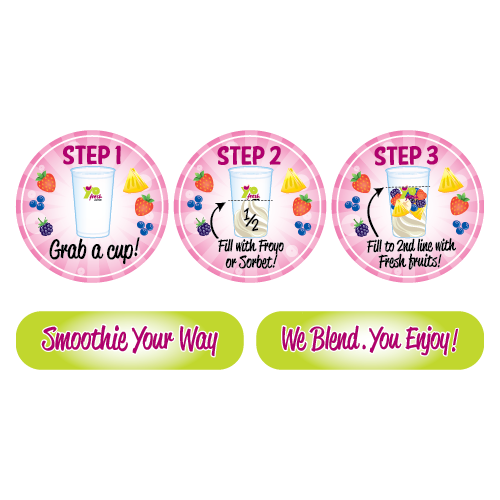 STEP 1
fresh
Grab a cup!
STEP 2
1/2
Fill with Froyo
or Sorbet!
STEP 3
Fill to 2nd line with
Fresh fruits!
Smoothie Your Way
We Blend. You Enjoy!